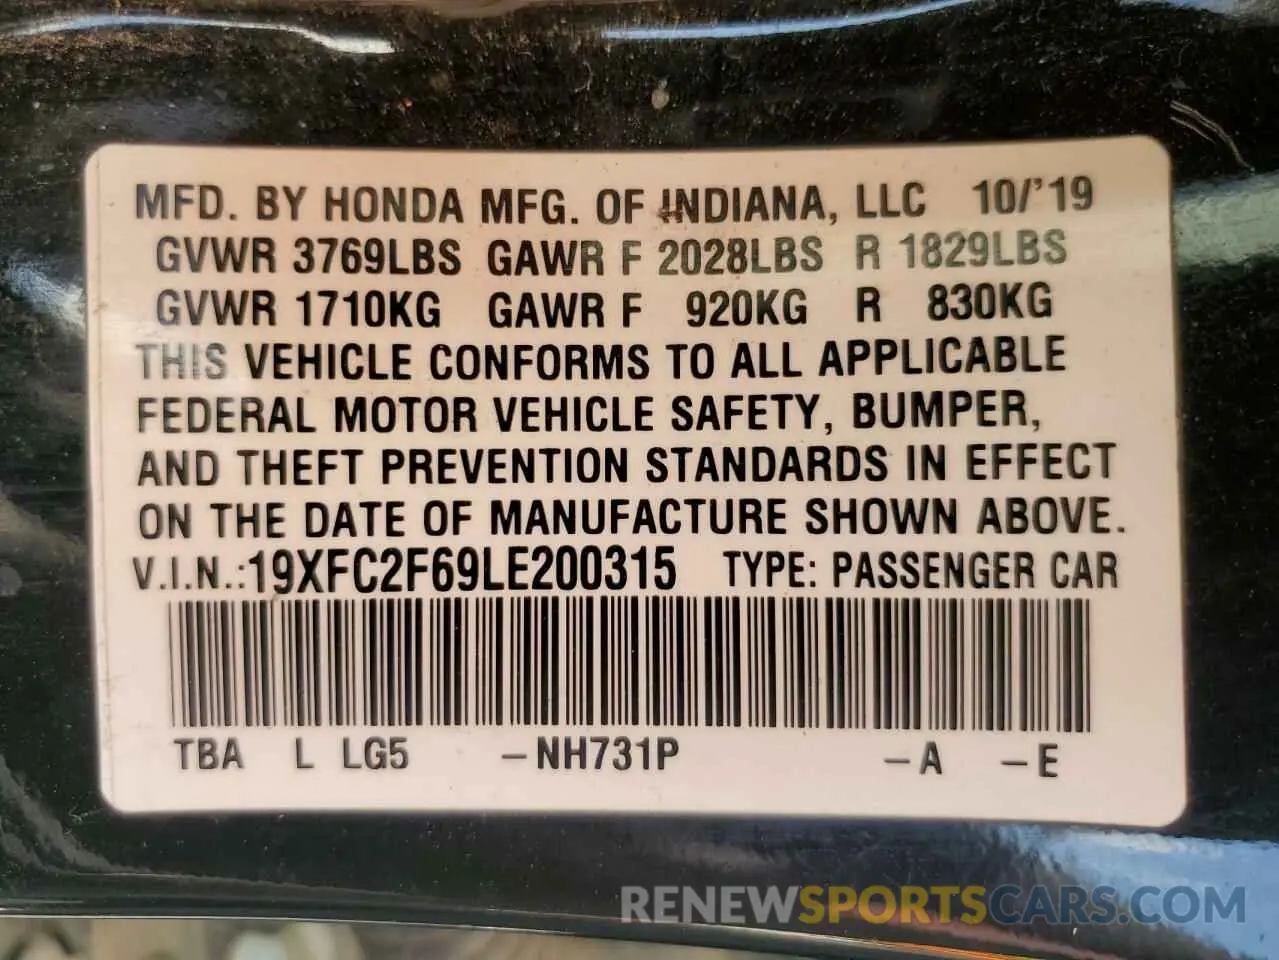 MFD. BY HONDA MFG. OF INDIANA, LLC 10/'19
GVWR 3769LBS GAWR F 2028LBS R 1829LBS
GVWR 1710KG GAWR F 920KG R 830KG
THIS VEHICLE CONFORMS TO ALL APPLICABLE
FEDERAL MOTOR VEHICLE SAFETY, BUMPER,
AND THEFT PREVENTION STANDARDS IN EFFECT
ON THE DATE OF MANUFACTURE SHOWN ABOVE.
V.I.N.:19XFC2F69LE200315 TYPE: PASSENGER CAR
TBA L LG5 -NH731P -A -E
RENEWSPORTSCARS.COM